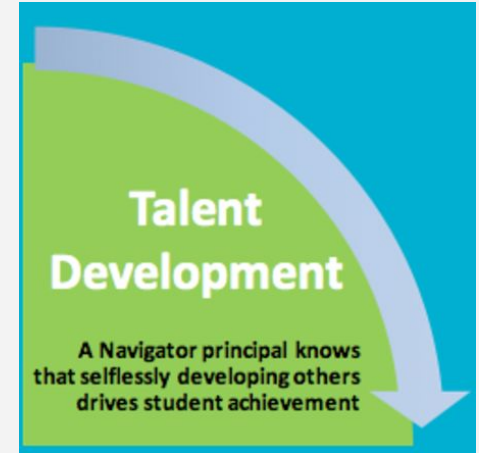 Talent
Development
A Navigator principal knows
that selflessly developing others
drives student achievement